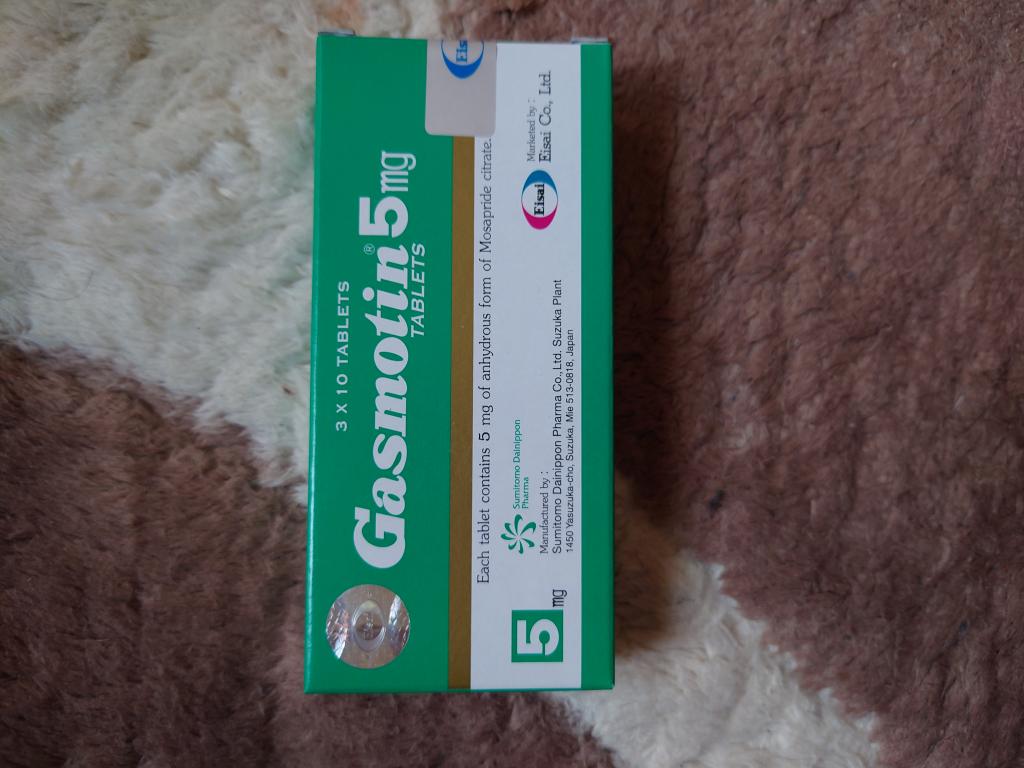 3 X 10 TABLETS
Gasmotin® 5mg
TABLETS
Each tablet contains 5 mg of anhydrous form of Mosapride citrate.
Sumitomo Dainippon
Pharma
Manufactured by :
Sumitomo Dainippon Pharma Co.,Ltd. Suzuka Plant
1450 Yasuzuka-cho, Suzuka, Mie 513-0818, Japan
Eisai
Marketed by :
Eisai Co., Ltd.
5mg